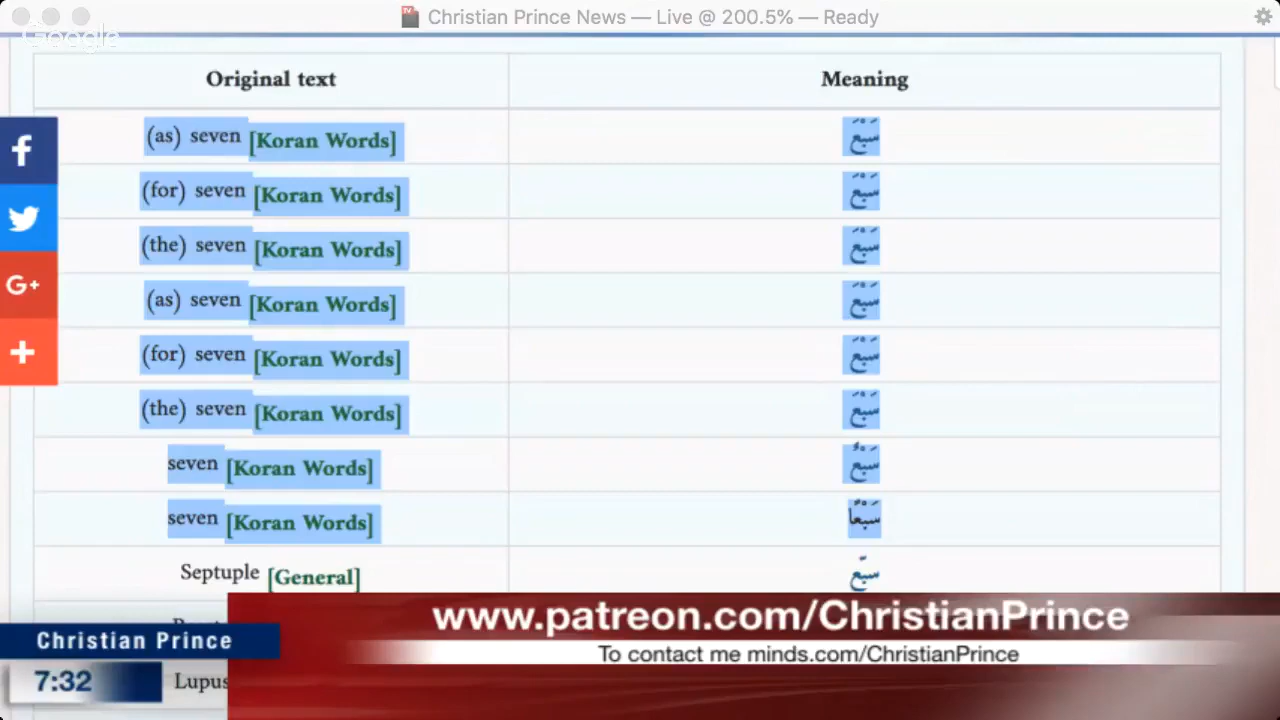 Christian Prince News — Live @ 200.5% — Ready
Google
Original text Meaning
(as) seven [Koran Words] سَبْعَ
(for) seven [Koran Words] سَبْعَ
(the) seven [Koran Words] سَبْعَ
(as) seven [Koran Words] سَبْعَ
(for) seven [Koran Words] سَبْعَ
(the) seven [Koran Words] سَبْعَ
seven [Koran Words] سَبْعٌ
seven [Koran Words] سَبْعًا
Septuple [General] سبّع
Lupus
www.patreon.com/ChristianPrince
To contact me minds.com/ChristianPrince
Christian Prince
7:32
f
G+
+